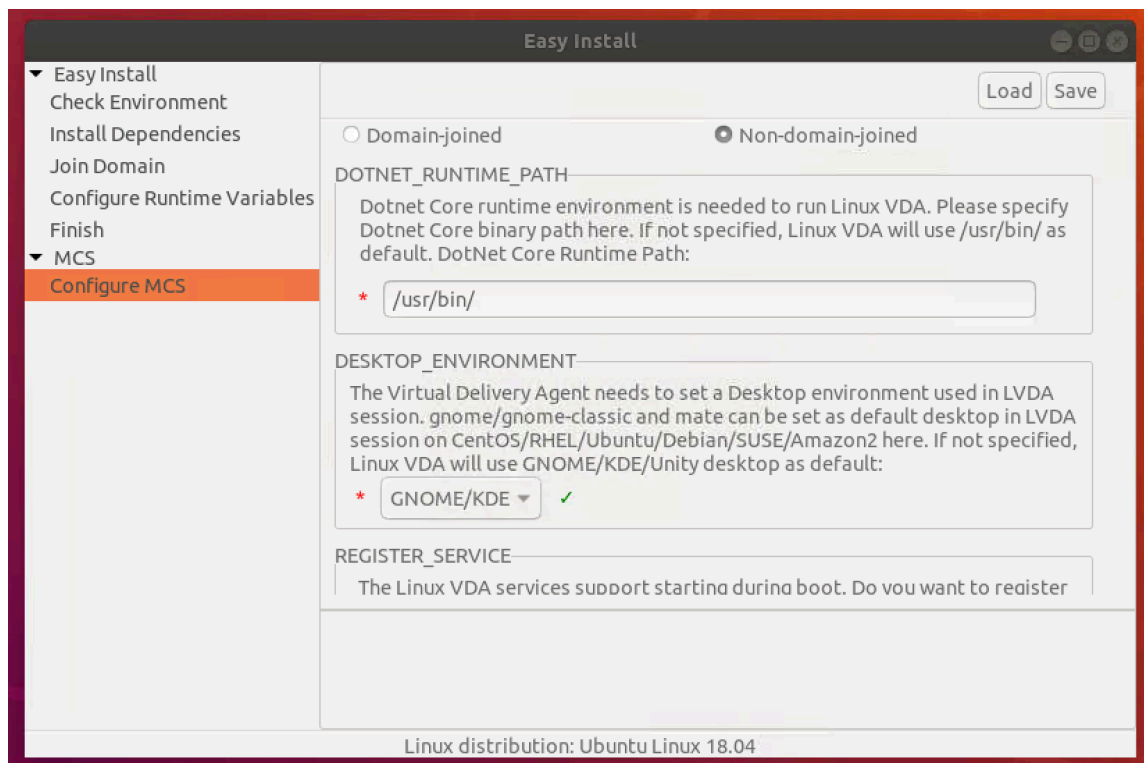 Easy Install
Easy Install
Check Environment
Install Dependencies
Join Domain
Configure Runtime Variables
Finish
MCS
Configure MCS
Load Save
Domain-joined Non-domain-joined
DOTNET_RUNTIME_PATH
Dotnet Core runtime environment is needed to run Linux VDA. Please specify
Dotnet Core binary path here. If not specified, Linux VDA will use /usr/bin/ as
default. DotNet Core Runtime Path:
* /usr/bin/
DESKTOP_ENVIRONMENT
The Virtual Delivery Agent needs to set a Desktop environment used in LVDA
session. gnome/gnome-classic and mate can be set as default desktop in LVDA
session on CentOS/RHEL/Ubuntu/Debian/SUSE/Amazon2 here. If not specified,
Linux VDA will use GNOME/KDE/Unity desktop as default:
* GNOME/KDE ✓
REGISTER_SERVICE
The Linux VDA services support starting during boot. Do you want to register
Linux distribution: Ubuntu Linux 18.04